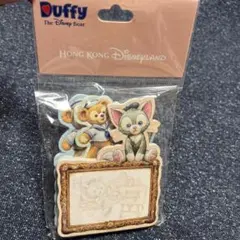 Duffy
The Disney Bear
HONG KONG Disneyland